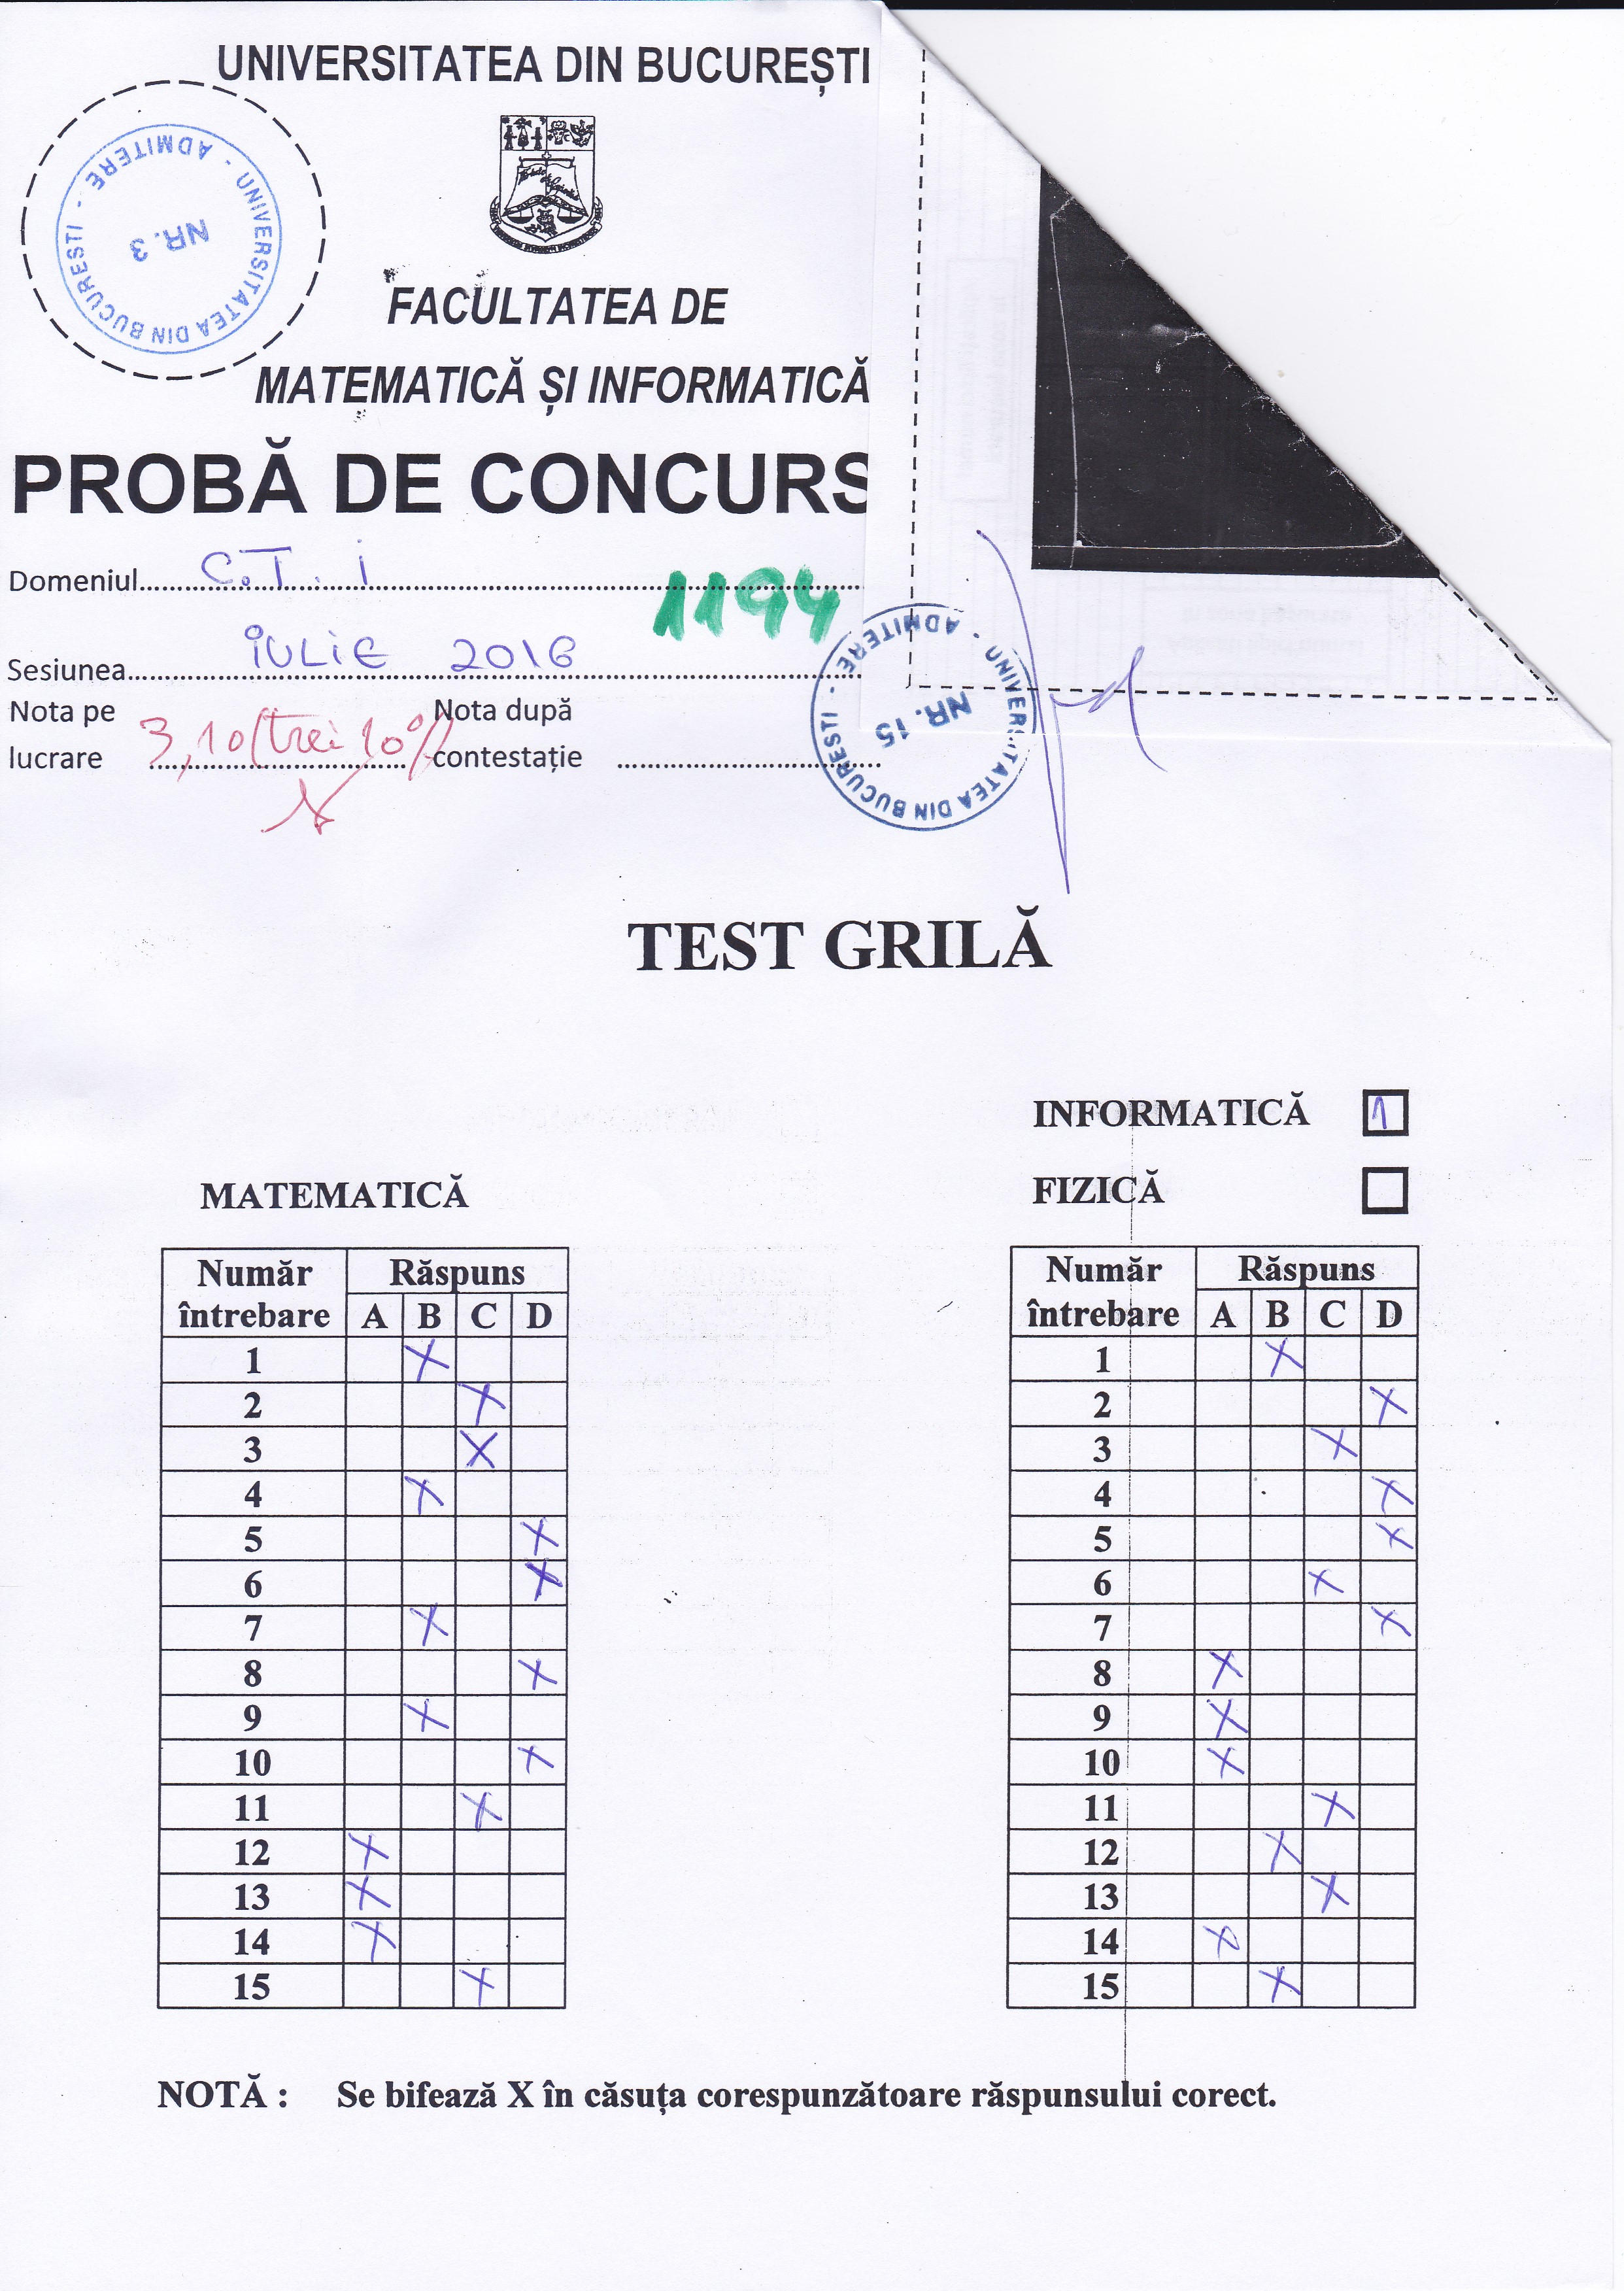 UNIVERSITATEA DIN BUCUREȘTI
UNIVERSITATEA DIN BUCURESTI - ADMITERE -
NR. 3
FACULTATEA DE
MATEMATICĂ ȘI INFORMATICĂ
PROBĂ DE CONCURS
Domeniul C.T.i
1194
Sesiunea iULiE 2016
Nota pe lucrare 3,10 (trei 10%)
Nota după contestație
UNIVERSITATEA DIN BUCURESTI - ADMITERE -
NR. 15
TEST GRILĂ
INFORMATICĂ 1
MATEMATICĂ
FIZICĂ
Număr întrebare Răspuns
A B C D
1 X
2 X
3 X
4 X
5 X
6 X
7 X
8 X
9 X
10 X
11 X
12 X
13 X
14 X
15 X
Număr întrebare Răspuns
A B C D
1 X
2 X
3 X
4 X
5 X
6 X
7 X
8 X
9 X
10 X
11 X
12 X
13 X
14 X
15 X
NOTĂ : Se bifează X în căsuța corespunzătoare răspunsului corect.